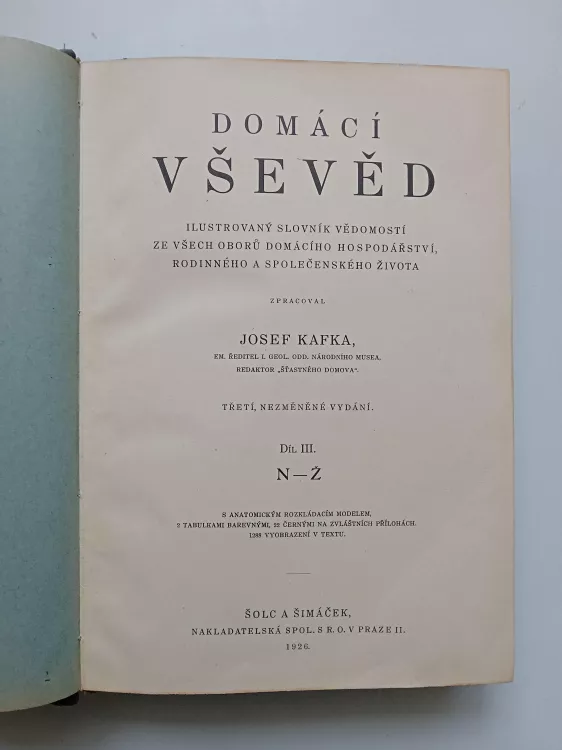 DOMÁCÍ
VŠEVĚD
ILUSTROVANÝ SLOVNÍK VĚDOMOSTÍ
ZE VŠECH OBORŮ DOMÁCÍHO HOSPODÁŘSTVÍ,
RODINNÉHO A SPOLEČENSKÉHO ŽIVOTA
ZPRACOVAL
JOSEF KAFKA,
EM. ŘEDITEL I. GEOL. ODD. NÁRODNÍHO MUSEA.
REDAKTOR „ŠŤASTNÉHO DOMOVA“.
TŘETÍ, NEZMĚNĚNÉ VYDÁNÍ.
DÍL III.
N—Ž
S ANATOMICKÝM ROZKLÁDACÍM MODELEM,
2 TABULKAMI BAREVNÝMI, 22 ČERNÝMI NA ZVLÁŠTNÍCH PŘÍLOHÁCH.
1288 VYOBRAZENÍ V TEXTU.
ŠOLC A ŠIMÁČEK,
NAKLADATELSKÁ SPOL. S R. O. V PRAZE II.
1926.